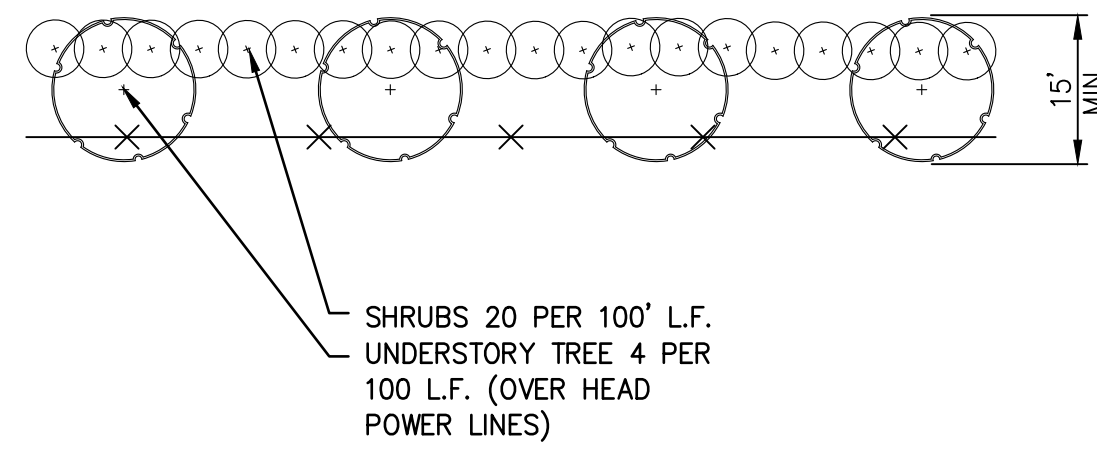 15'
MIN
SHRUBS 20 PER 100' L.F.
UNDERSTORY TREE 4 PER
100 L.F. (OVER HEAD
POWER LINES)